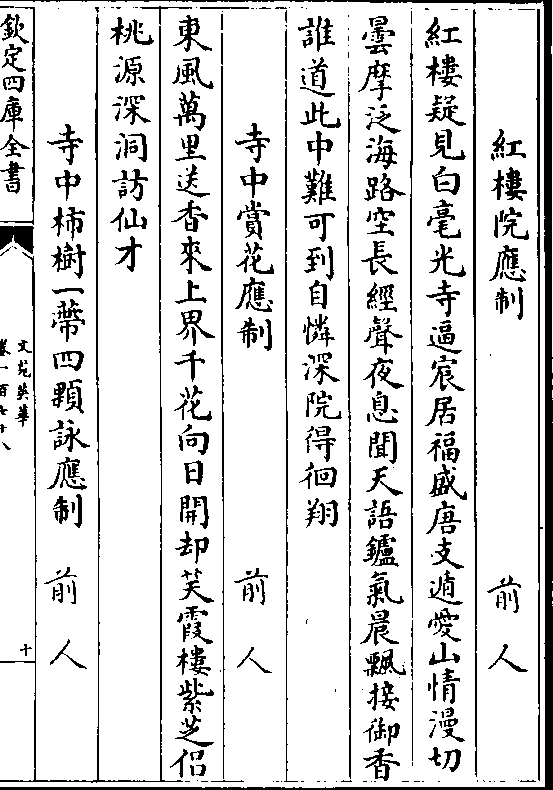 紅樓院應制　前人
紅樓疑見白毫光寺逼宸居福盛唐支遁愛山情漫切
曇摩泛海路空長經聲夜息聞天語鑪氣晨飄接御香
誰道此中難可到自憐深院得徊翔
寺中賞花應制　前人
東風萬里送香來上界千花向日開却笑霞樓紫芝侣
桃源深洞訪仙才
寺中柿樹一蔕四顆詠應制　前人
欽定四庫全書
文苑英華
卷一百七十八
十